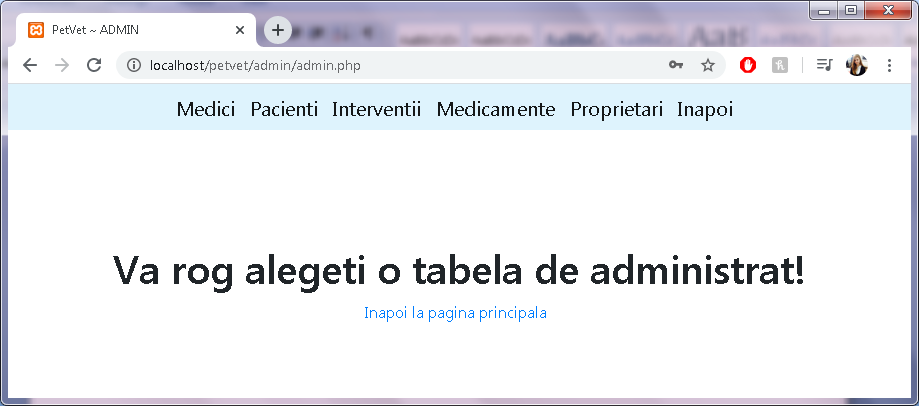 PetVet ~ ADMIN
localhost/petvet/admin/admin.php
Medici Pacienti Interventii Medicamente Proprietari Inapoi
Va rog alegeti o tabela de administrat!
Inapoi la pagina principala